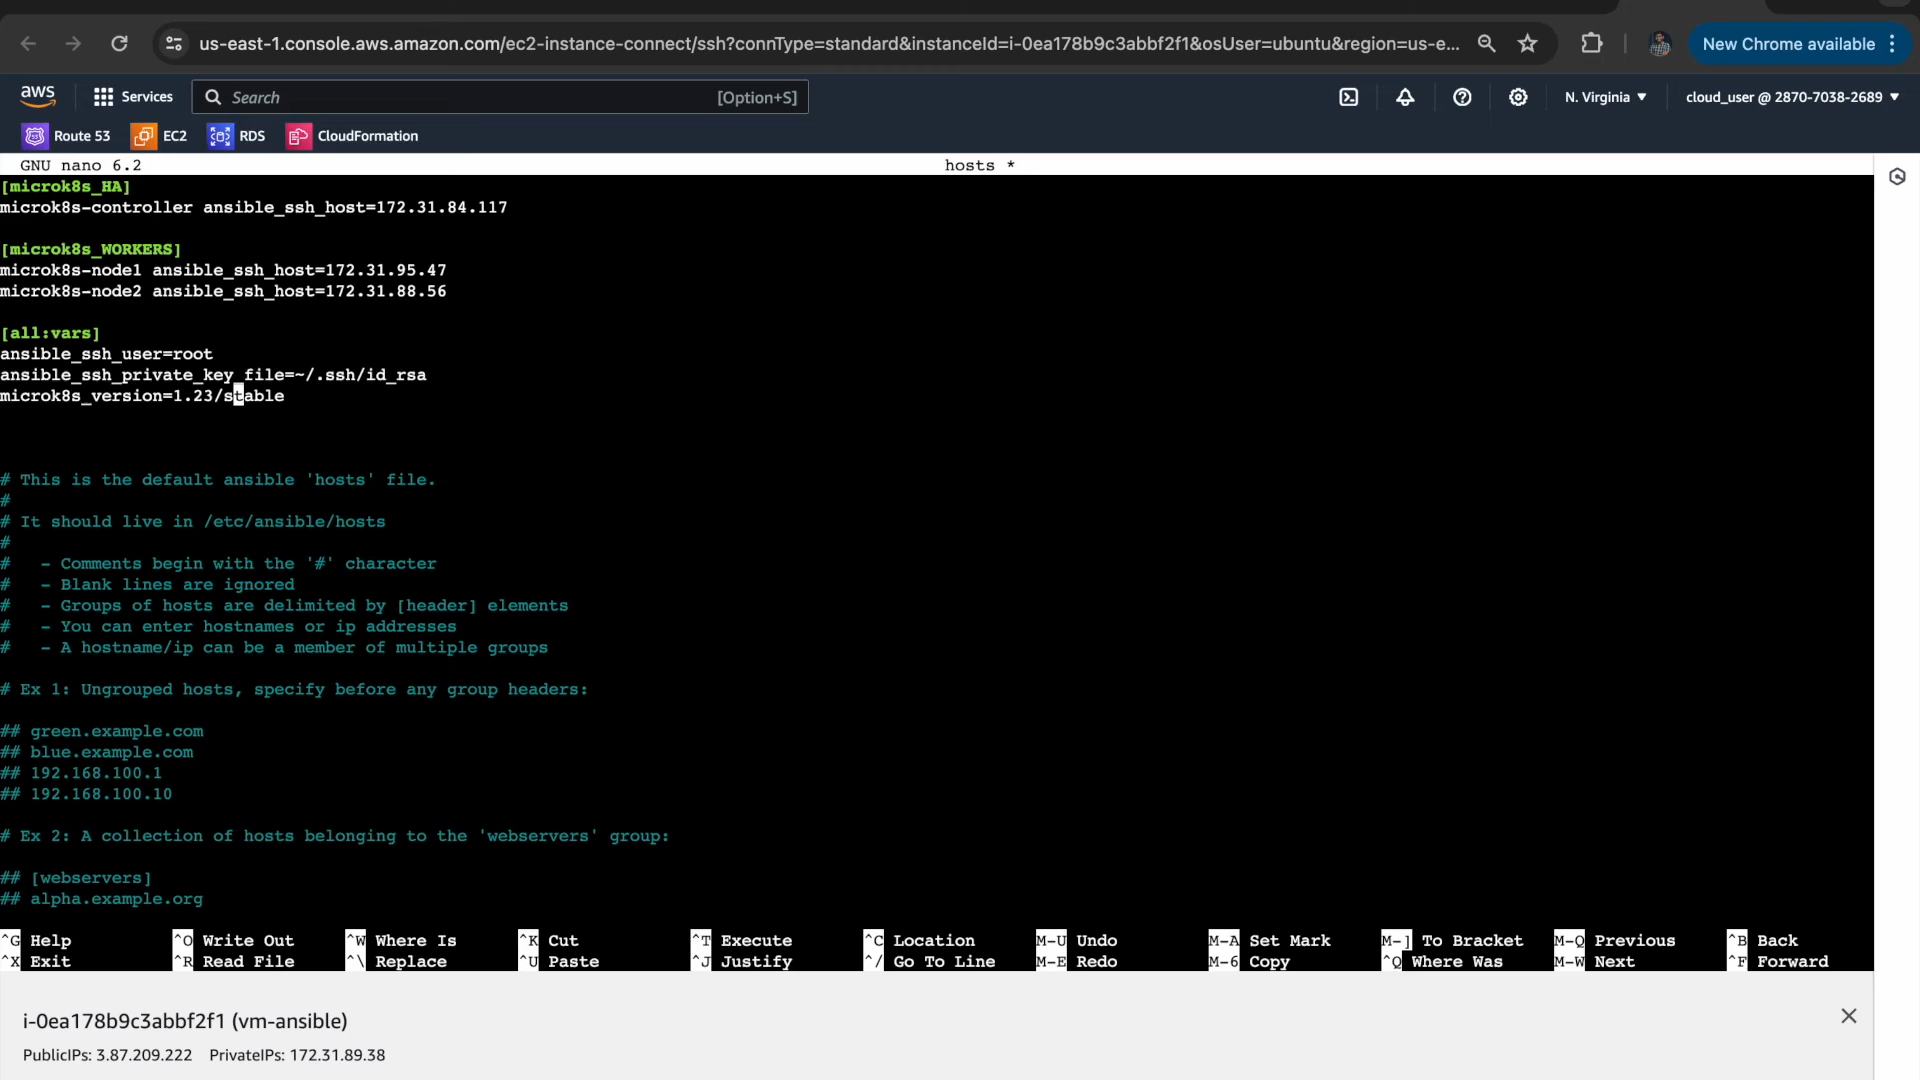 us-east-1.console.aws.amazon.com/ec2-instance-connect/ssh?connType=standard&instanceId=i-0ea178b9c3abbf2f1&osUser=ubuntu&region=us-e...
New Chrome available
aws
Services
Search
[Option+S]
N. Virginia ▼
cloud_user @ 2870-7038-2689 ▼
Route 53
EC2
RDS
CloudFormation
GNU nano 6.2 hosts *
[microk8s_HA]
microk8s-controller ansible_ssh_host=172.31.84.117
[microk8s_WORKERS]
microk8s-node1 ansible_ssh_host=172.31.95.47
microk8s-node2 ansible_ssh_host=172.31.88.56
[all:vars]
ansible_ssh_user=root
ansible_ssh_private_key_file=~/.ssh/id_rsa
microk8s_version=1.23/stable
# This is the default ansible 'hosts' file.
#
# It should live in /etc/ansible/hosts
#
#   - Comments begin with the '#' character
#   - Blank lines are ignored
#   - Groups of hosts are delimited by [header] elements
#   - You can enter hostnames or ip addresses
#   - A hostname/ip can be a member of multiple groups
# Ex 1: Ungrouped hosts, specify before any group headers:
## green.example.com
## blue.example.com
## 192.168.100.1
## 192.168.100.10
# Ex 2: A collection of hosts belonging to the 'webservers' group:
## [webservers]
## alpha.example.org
^G Help ^O Write Out ^W Where Is ^K Cut ^T Execute ^C Location M-U Undo M-A Set Mark M-] To Bracket M-Q Previous ^B Back
^X Exit ^R Read File ^\ Replace ^U Paste ^J Justify ^/ Go To Line M-E Redo M-6 Copy ^Q Where Was M-W Next ^F Forward
i-0ea178b9c3abbf2f1 (vm-ansible)
PublicIPs: 3.87.209.222 PrivateIPs: 172.31.89.38